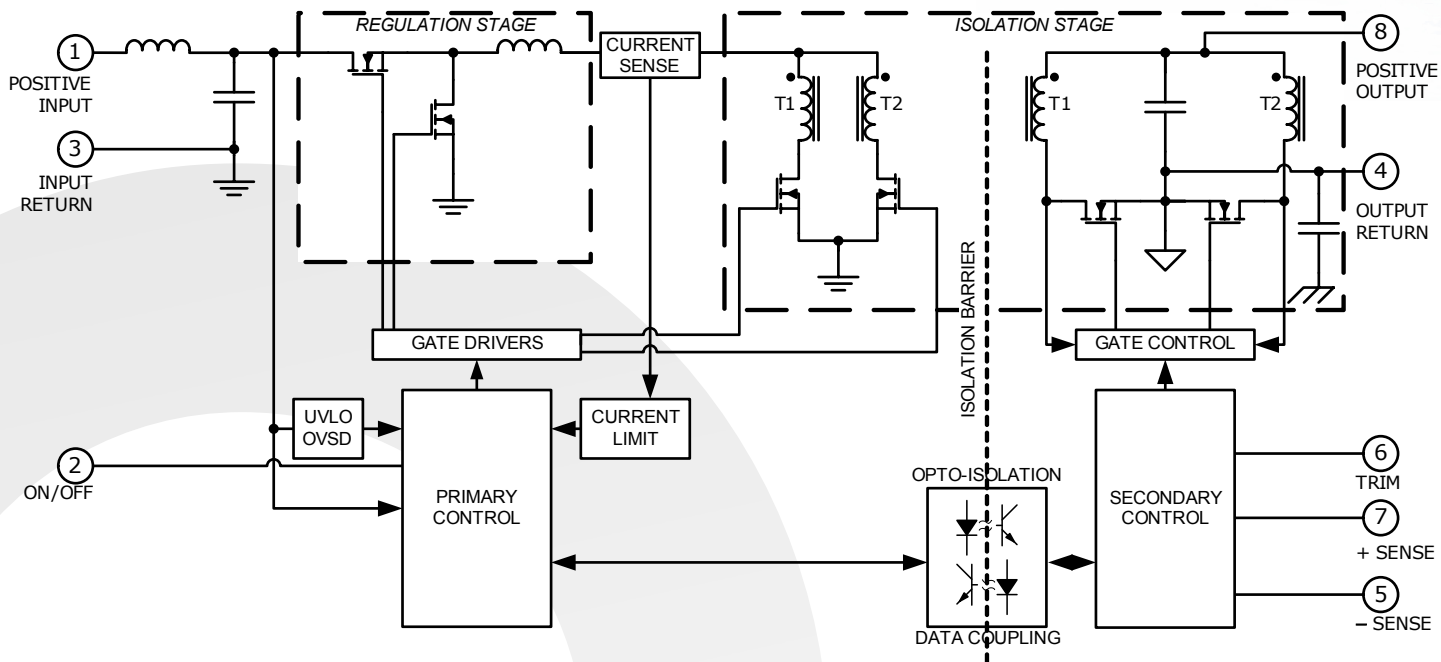 REGULATION STAGE
ISOLATION STAGE
1
POSITIVE
INPUT
3
INPUT
RETURN
CURRENT
SENSE
T1
T2
T1
T2
8
POSITIVE
OUTPUT
4
OUTPUT
RETURN
ISOLATION BARRIER
GATE DRIVERS
GATE CONTROL
UVLO
OVSD
CURRENT
LIMIT
2
ON/OFF
PRIMARY
CONTROL
OPTO-ISOLATION
DATA COUPLING
SECONDARY
CONTROL
6
TRIM
7
+ SENSE
5
– SENSE